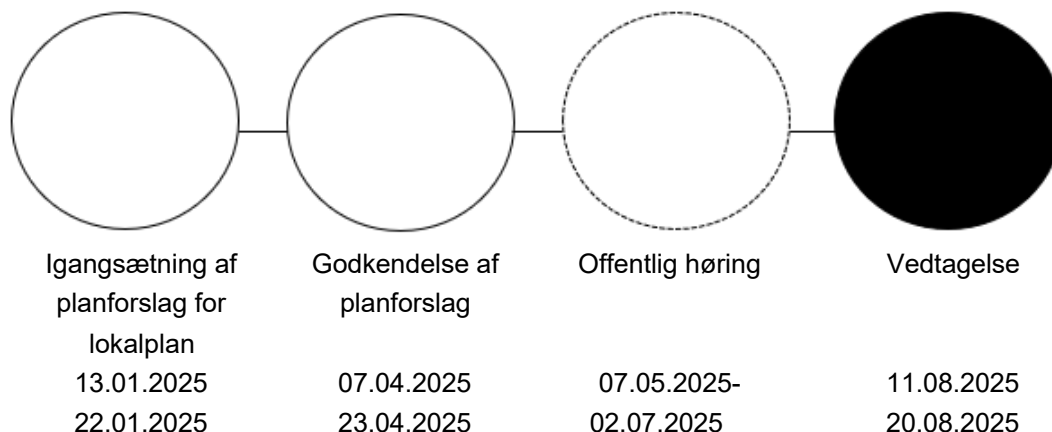 Igangsætning af
planforslag for
lokalplan
13.01.2025
22.01.2025
Godkendelse af
planforslag
07.04.2025
23.04.2025
Offentlig høring
07.05.2025-
02.07.2025
Vedtagelse
11.08.2025
20.08.2025